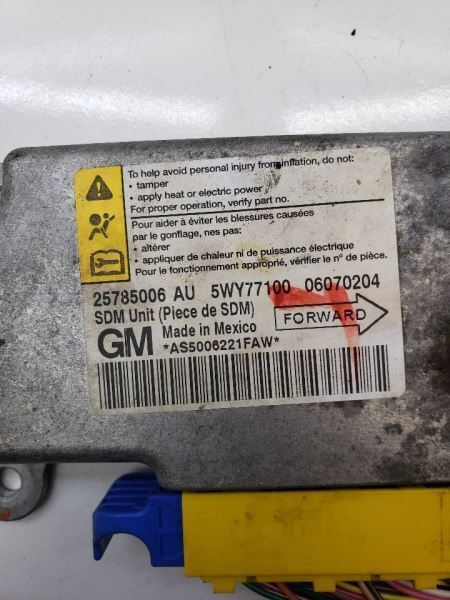 To help avoid personal injury from inflation, do not:
• tamper
• apply heat or electric power
For proper operation, verify part no.
Pour aider à éviter les blessures causées
par le gonflage, nes pas:
• altérer
• appliquer de chaleur ni de puissance électrique
Pour le fonctionnement approprié, vérifier le nº de pièce.
25785006 AU 5WY77100 06070204
SDM Unit (Piece de SDM)
GM Made in Mexico
*AS5006221FAW*
FORWARD